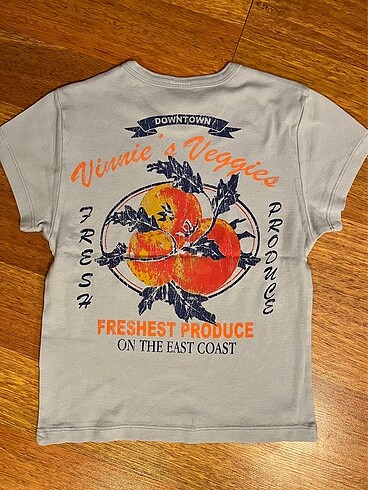 DOWNTOWN
Vinnie's Veggies
FRESH
PRODUCE
FRESHEST PRODUCE
ON THE EAST COAST